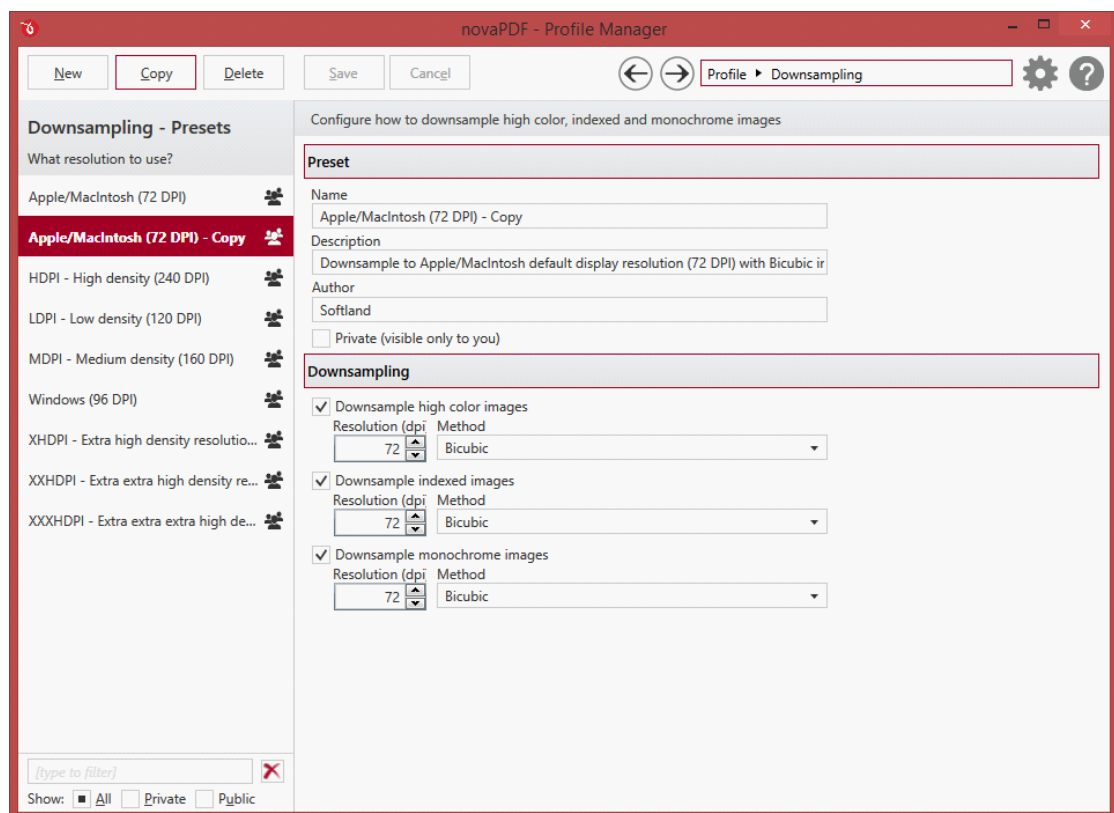 novaPDF - Profile Manager
New Copy Delete Save Cancel Profile Downsampling
Downsampling - Presets
What resolution to use?
Apple/MacIntosh (72 DPI)
Apple/MacIntosh (72 DPI) - Copy
HDPI - High density (240 DPI)
LDPI - Low density (120 DPI)
MDPI - Medium density (160 DPI)
Windows (96 DPI)
XHDPI - Extra high density resolutio...
XXHDPI - Extra extra high density re...
XXXHDPI - Extra extra extra high de...
[type to filter]
Show: All Private Public
Configure how to downsample high color, indexed and monochrome images
Preset
Name
Apple/MacIntosh (72 DPI) - Copy
Description
Downsample to Apple/MacIntosh default display resolution (72 DPI) with Bicubic ir
Author
Softland
Private (visible only to you)
Downsampling
Downsample high color images
Resolution (dpi Method
72 Bicubic
Downsample indexed images
Resolution (dpi Method
72 Bicubic
Downsample monochrome images
Resolution (dpi Method
72 Bicubic